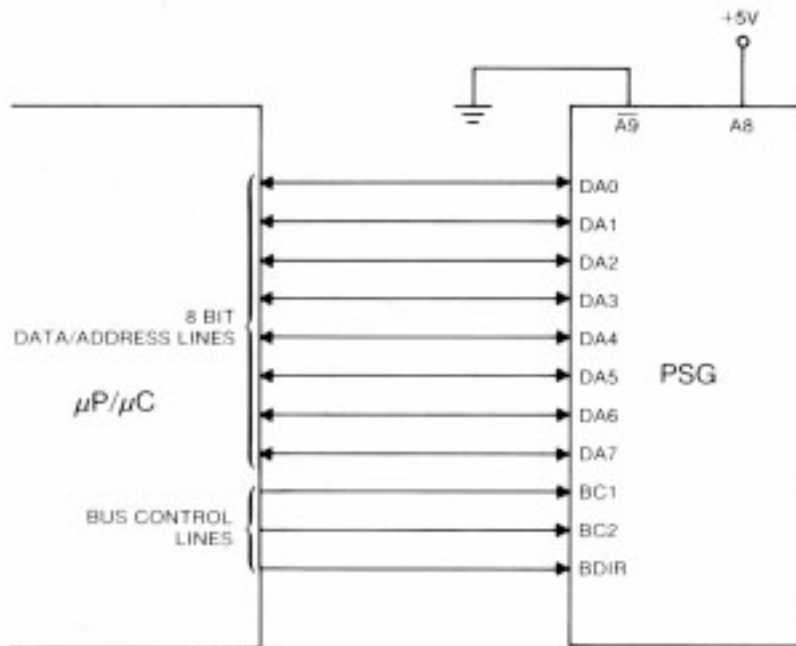 +5V
A9
A8
DA0
DA1
DA2
DA3
8 BIT
DATA/ADDRESS LINES
DA4
DA5
PSG
μP/μC
DA6
DA7
BC1
BUS CONTROL
LINES
BC2
BDIR